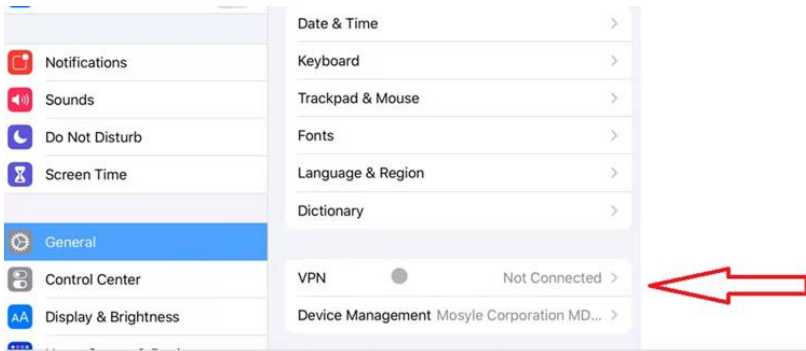 Date & Time
Notifications
Keyboard
Sounds
Trackpad & Mouse
Do Not Disturb
Fonts
Screen Time
Language & Region
Dictionary
General
Control Center
VPN Not Connected
AA Display & Brightness
Device Management Mosyle Corporation MD...